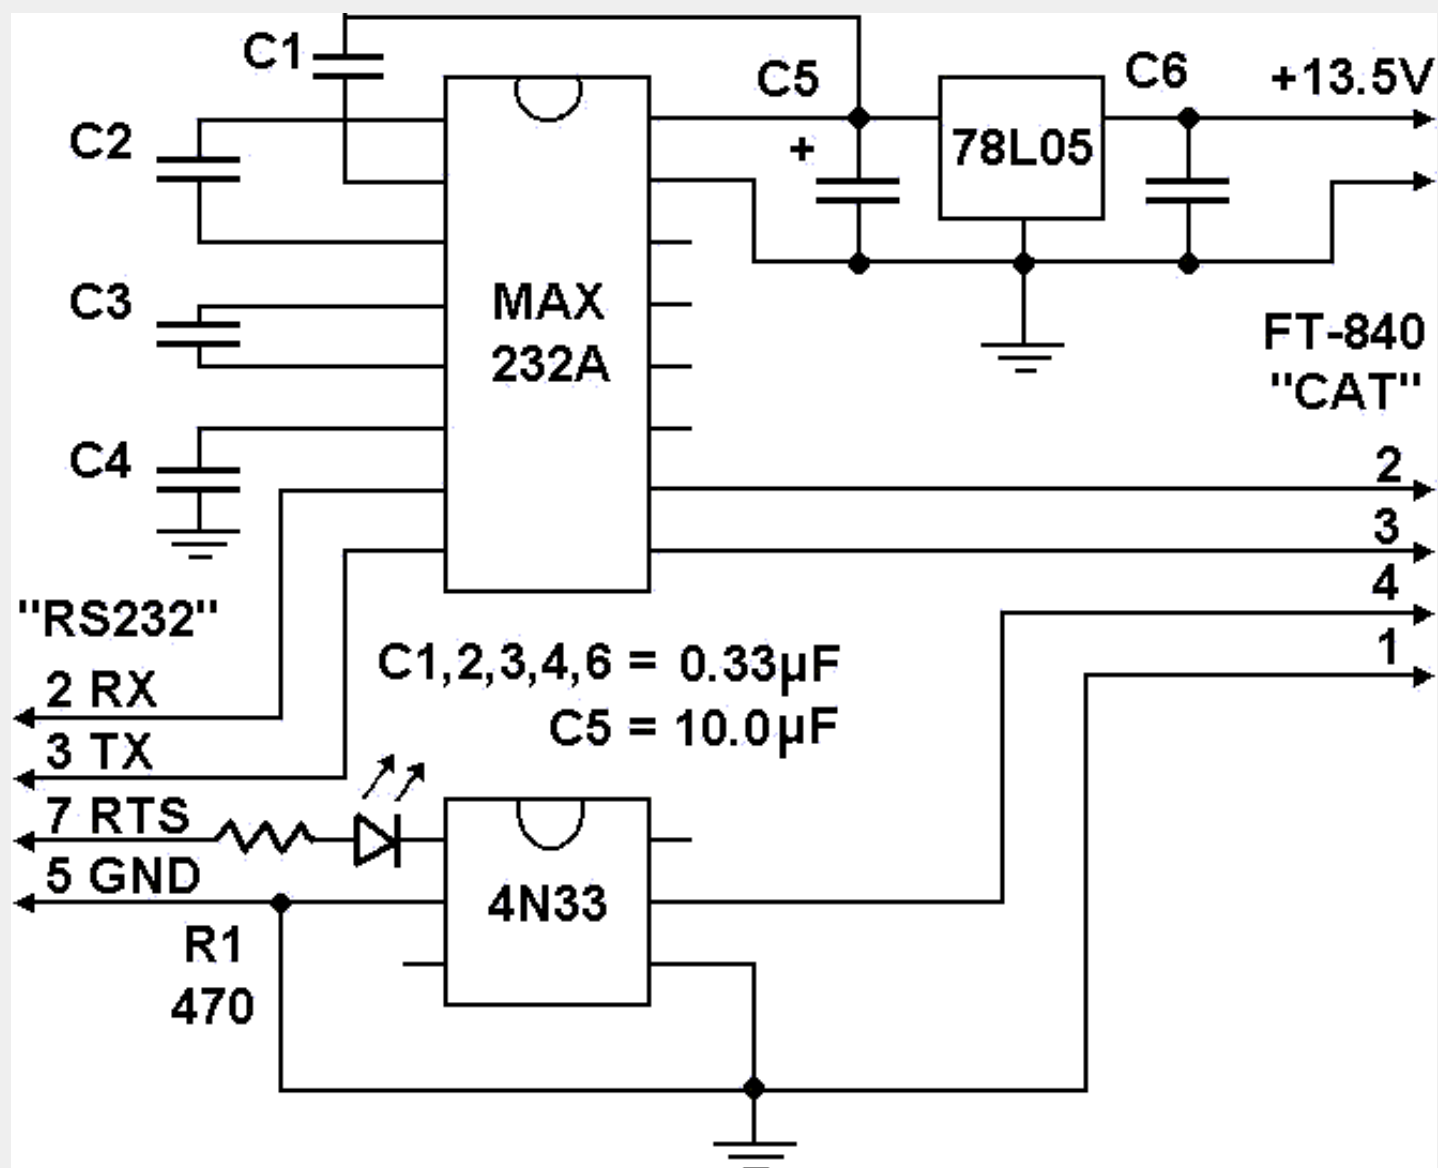 C1
C5
C6
+13.5V
C2
+
78L05
C3
MAX
232A
FT-840
"CAT"
C4
2
3
4
"RS232"
1
C1,2,3,4,6 = 0.33µF
2 RX
C5 = 10.0µF
3 TX
7 RTS
5 GND
4N33
R1
470